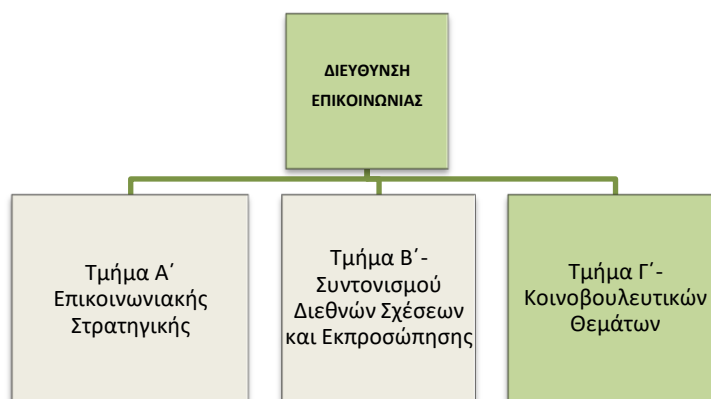 ΔΙΕΥΘΥΝΣΗ
ΕΠΙΚΟΙΝΩΝΙΑΣ
Τμήμα Α΄
Επικοινωνιακής
Στρατηγικής
Τμήμα Β΄-
Συντονισμού
Διεθνών Σχέσεων
και Εκπροσώπησης
Τμήμα Γ΄-
Κοινοβουλευτικών
Θεμάτων